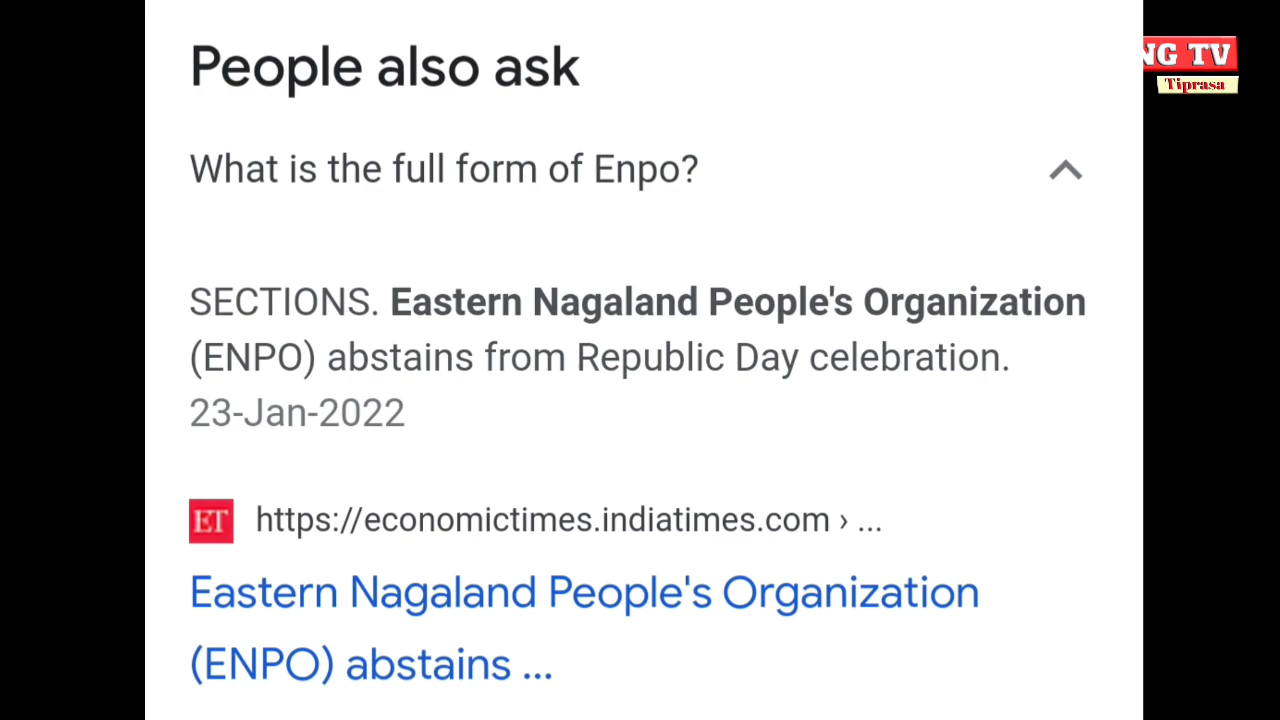 People also ask
NG TV
Tiprasa
What is the full form of Enpo?
SECTIONS. Eastern Nagaland People's Organization
(ENPO) abstains from Republic Day celebration.
23-Jan-2022
ET https://economictimes.indiatimes.com › ...
Eastern Nagaland People's Organization
(ENPO) abstains ...